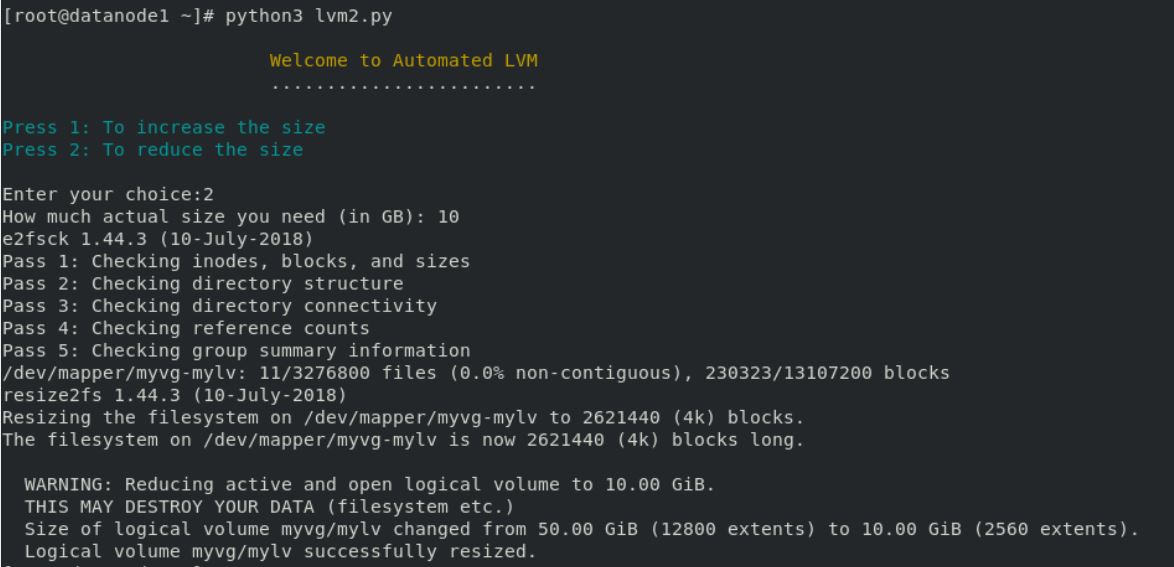 [root@datanode1 ~]# python3 lvm2.py
Welcome to Automated LVM
........................
Press 1: To increase the size
Press 2: To reduce the size
Enter your choice:2
How much actual size you need (in GB): 10
e2fsck 1.44.3 (10-July-2018)
Pass 1: Checking inodes, blocks, and sizes
Pass 2: Checking directory structure
Pass 3: Checking directory connectivity
Pass 4: Checking reference counts
Pass 5: Checking group summary information
/dev/mapper/myvg-mylv: 11/3276800 files (0.0% non-contiguous), 230323/13107200 blocks
resize2fs 1.44.3 (10-July-2018)
Resizing the filesystem on /dev/mapper/myvg-mylv to 2621440 (4k) blocks.
The filesystem on /dev/mapper/myvg-mylv is now 2621440 (4k) blocks long.
WARNING: Reducing active and open logical volume to 10.00 GiB.
THIS MAY DESTROY YOUR DATA (filesystem etc.)
Size of logical volume myvg/mylv changed from 50.00 GiB (12800 extents) to 10.00 GiB (2560 extents).
Logical volume myvg/mylv successfully resized.